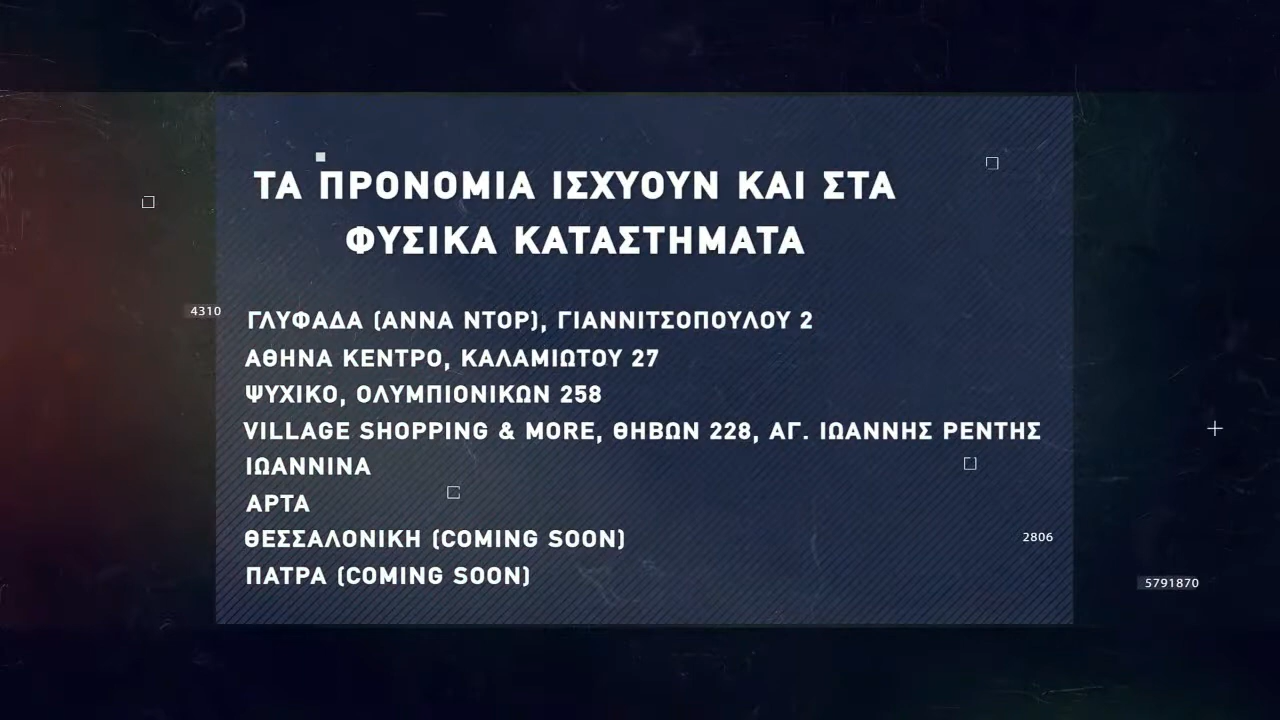 ΤΑ ΠΡΟΝΟΜΙΑ ΙΣΧΥΟΥΝ ΚΑΙ ΣΤΑ
ΦΥΣΙΚΑ ΚΑΤΑΣΤΗΜΑΤΑ
4310
ΓΛΥΦΑΔΑ (ΑΝΝΑ ΝΤΟΡ), ΓΙΑΝΝΙΤΣΟΠΟΥΛΟΥ 2
ΑΘΗΝΑ ΚΕΝΤΡΟ, ΚΑΛΑΜΙΩΤΟΥ 27
ΨΥΧΙΚΟ, ΟΛΥΜΠΙΟΝΙΚΩΝ 258
VILLAGE SHOPPING & MORE, ΘΗΒΩΝ 228, ΑΓ. ΙΩΑΝΝΗΣ ΡΕΝΤΗΣ
ΙΩΑΝΝΙΝΑ
ΑΡΤΑ
ΘΕΣΣΑΛΟΝΙΚΗ (COMING SOON)
2806
ΠΑΤΡΑ (COMING SOON)
5791870